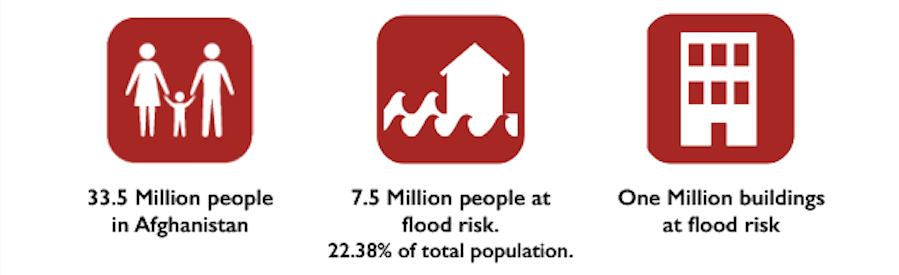 33.5 Million people
in Afghanistan
7.5 Million people at
flood risk.
22.38% of total population.
One Million buildings
at flood risk